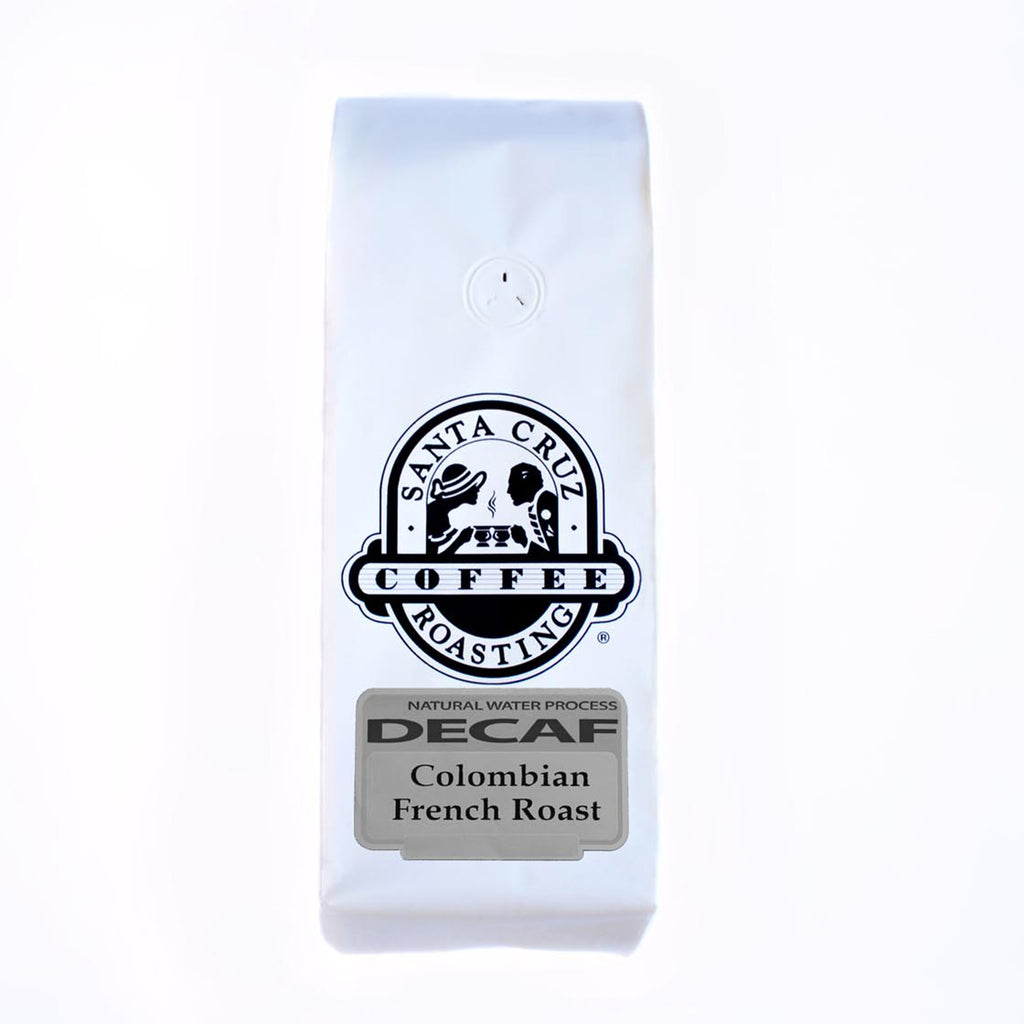 SANTA CRUZ
COFFEE
ROASTING
®
NATURAL WATER PROCESS
DECAF
Colombian
French Roast